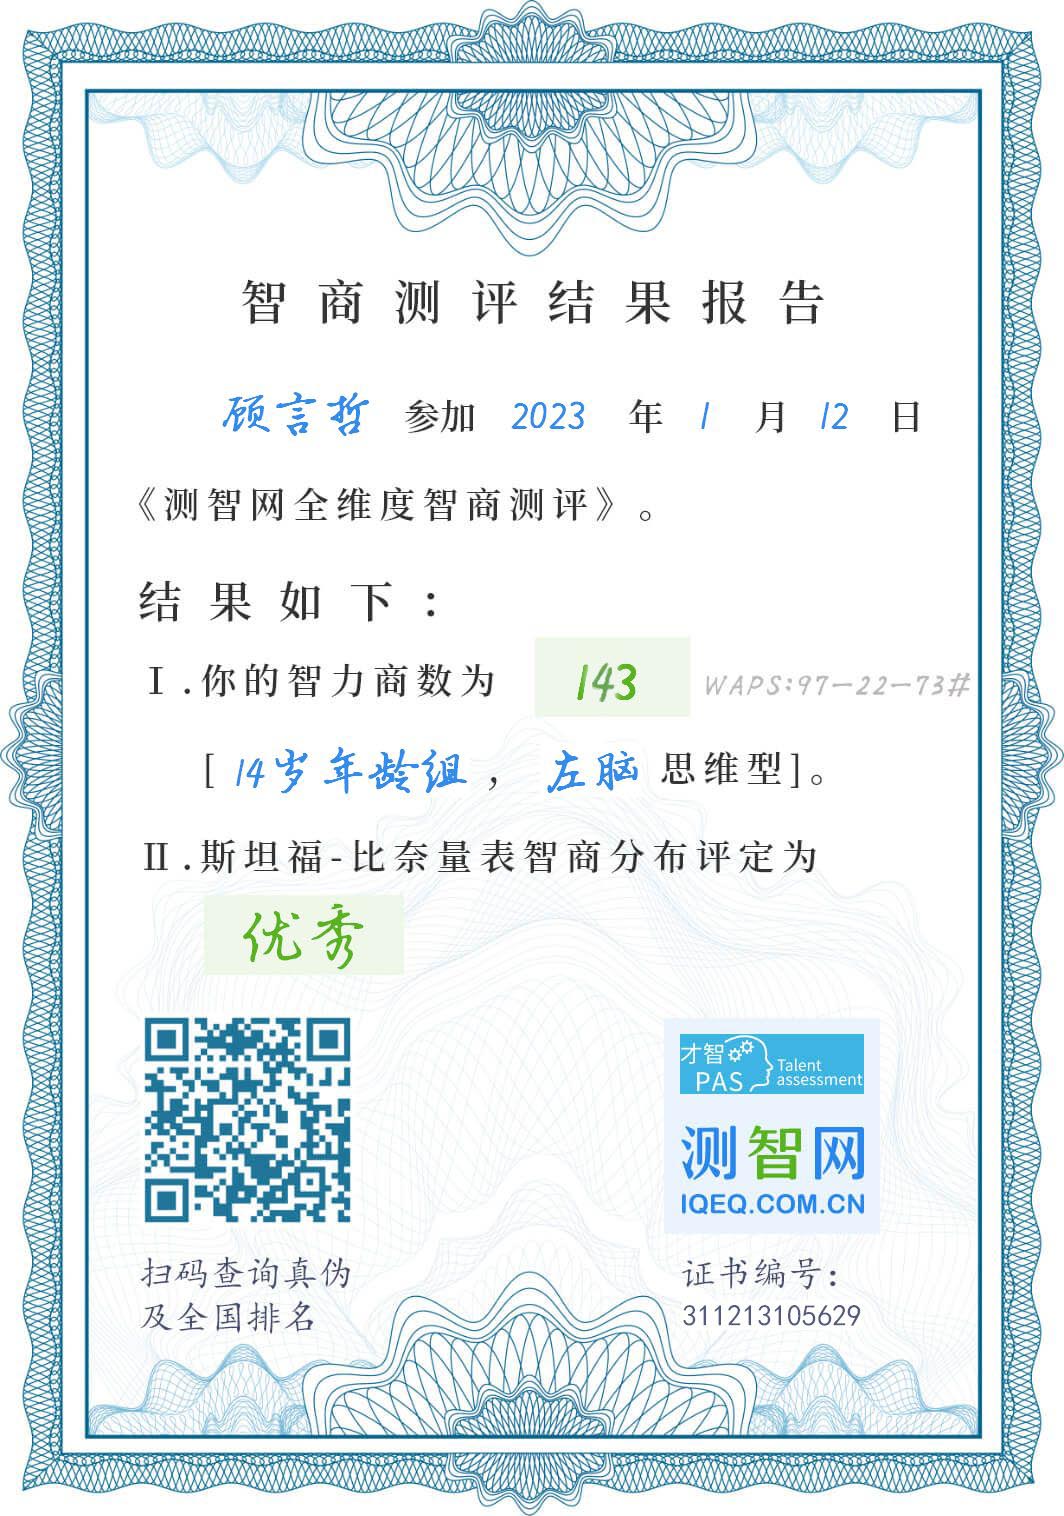 智商测评结果报告
顾言哲 参加 2023 年 1 月 12 日
《测智网全维度智商测评》。
结果如下：
Ⅰ.你的智力商数为 143 WAPS:97-22-73#
[ 14岁年龄组 ， 左脑 思维型]。
Ⅱ.斯坦福-比奈量表智商分布评定为
优秀
才智
PAS
Talent
assessment
测智网
IQEQ.COM.CN
扫码查询真伪
及全国排名
证书编号：
311213105629